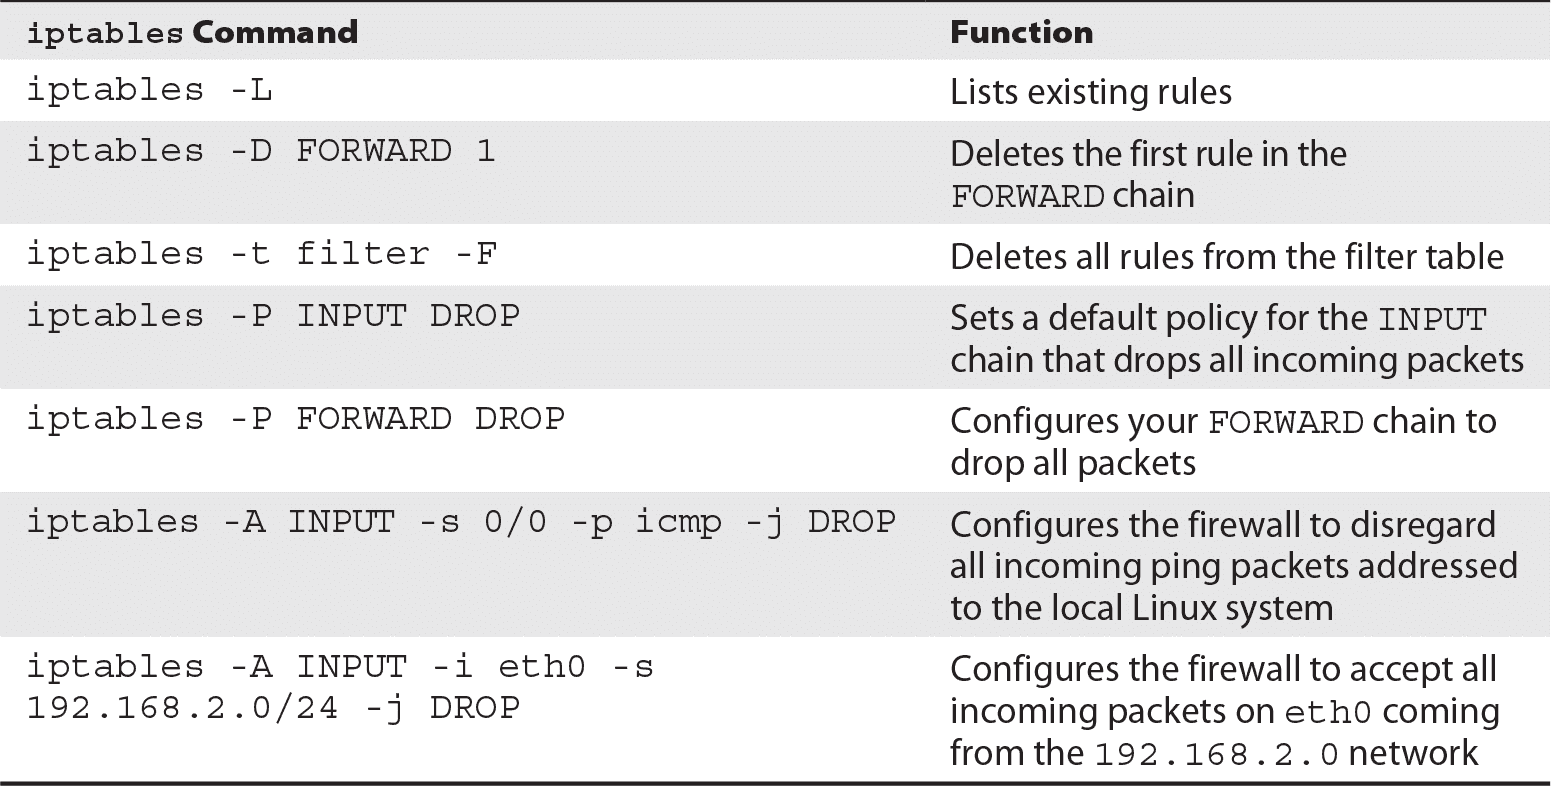 iptables Command Function
iptables -L Lists existing rules
iptables -D FORWARD 1 Deletes the first rule in the
FORWARD chain
iptables -t filter -F Deletes all rules from the filter table
iptables -P INPUT DROP Sets a default policy for the INPUT
chain that drops all incoming packets
iptables -P FORWARD DROP Configures your FORWARD chain to
drop all packets
iptables -A INPUT -s 0/0 -p icmp -j DROP Configures the firewall to disregard
all incoming ping packets addressed
to the local Linux system
iptables -A INPUT -i eth0 -s Configures the firewall to accept all
192.168.2.0/24 -j DROP incoming packets on eth0 coming
from the 192.168.2.0 network